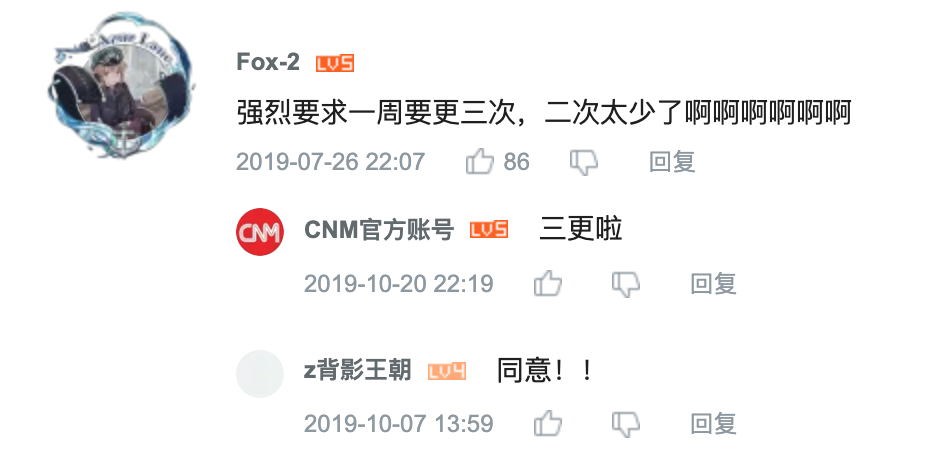 Azur Lane
Fox-2 LV5
强烈要求一周要更三次，二次太少了啊啊啊啊啊啊
2019-07-26 22:07 86 回复
CNM CNM官方账号 LV5 三更啦
2019-10-20 22:19 回复
z背影王朝 LV4 同意！！
2019-10-07 13:59 回复